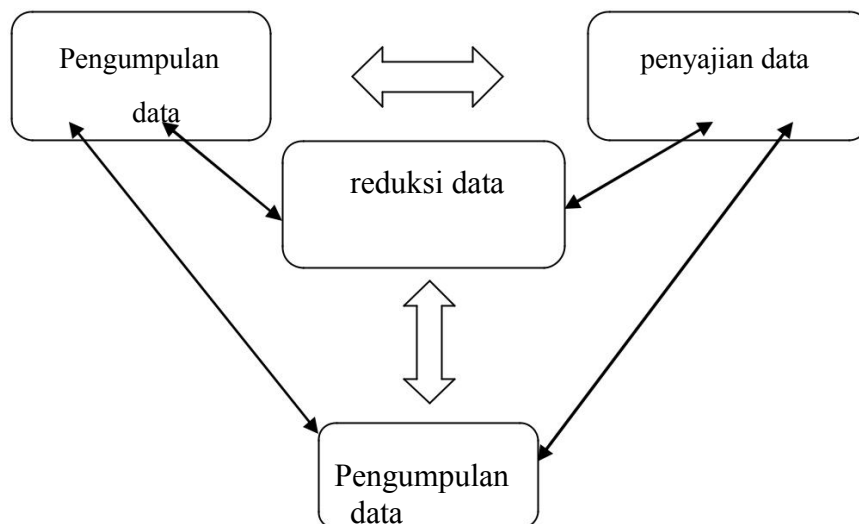 Pengumpulan
data
penyajian data
reduksi data
Pengumpulan
data